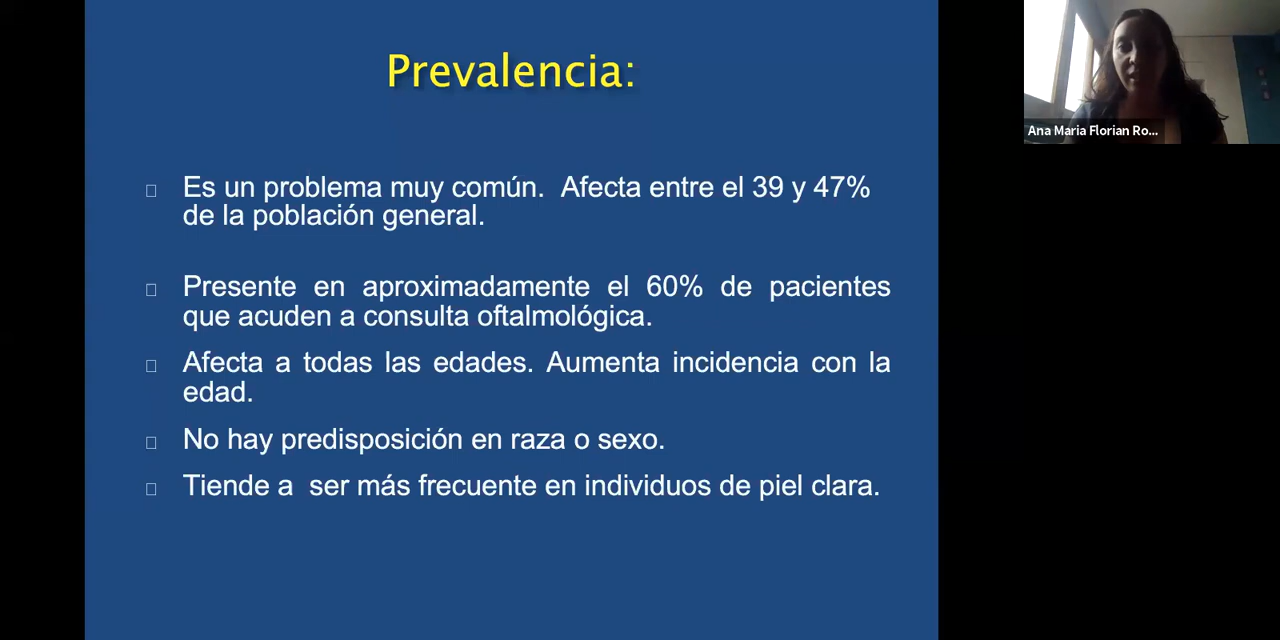 Prevalencia:
Es un problema muy común.  Afecta entre el 39 y 47%
de la población general.
Presente en aproximadamente el 60% de pacientes
que acuden a consulta oftalmológica.
Afecta a todas las edades. Aumenta incidencia con la
edad.
No hay predisposición en raza o sexo.
Tiende a  ser más frecuente en individuos de piel clara.
Ana Maria Florian Ro...